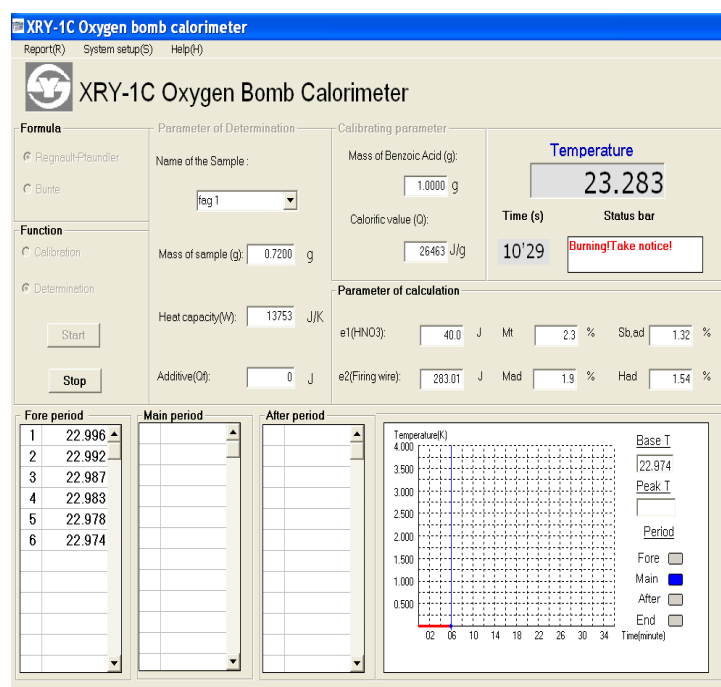 XRY-1C Oxygen bomb calorimeter
Report(R) System setup(S) Help(H)
XRY-1C Oxygen Bomb Calorimeter
Formula
Regnault-Pfaundler
Bunte
Function
Calibration
Determination
Start
Stop
Parameter of Determination
Name of the Sample :
fag 1
Mass of sample (g): 0.7200 g
Heat capacity(W): 13753 J/K
Additive(Qf): 0 J
Calibrating parameter
Mass of Benzoic Acid (g):
1.0000 g
Calorific value (Q):
26463 J/g
Temperature
23.283
Time (s) Status bar
10'29 Burning!Take notice!
Parameter of calculation
e1(HNO3): 40.0 J Mt 2.3 % Sb,ad 1.32 %
e2(Firing wire): 283.01 J Mad 1.9 % Had 1.54 %
Fore period
1 22.996
2 22.992
3 22.987
4 22.983
5 22.978
6 22.974
Main period
After period
Temperature(K)
4.000
3.500
3.000
2.500
2.000
1.500
1.000
0.500
02 06 10 14 18 22 26 30 34 Time(minute)
Base T
22.974
Peak T
Period
Fore
Main
After
End